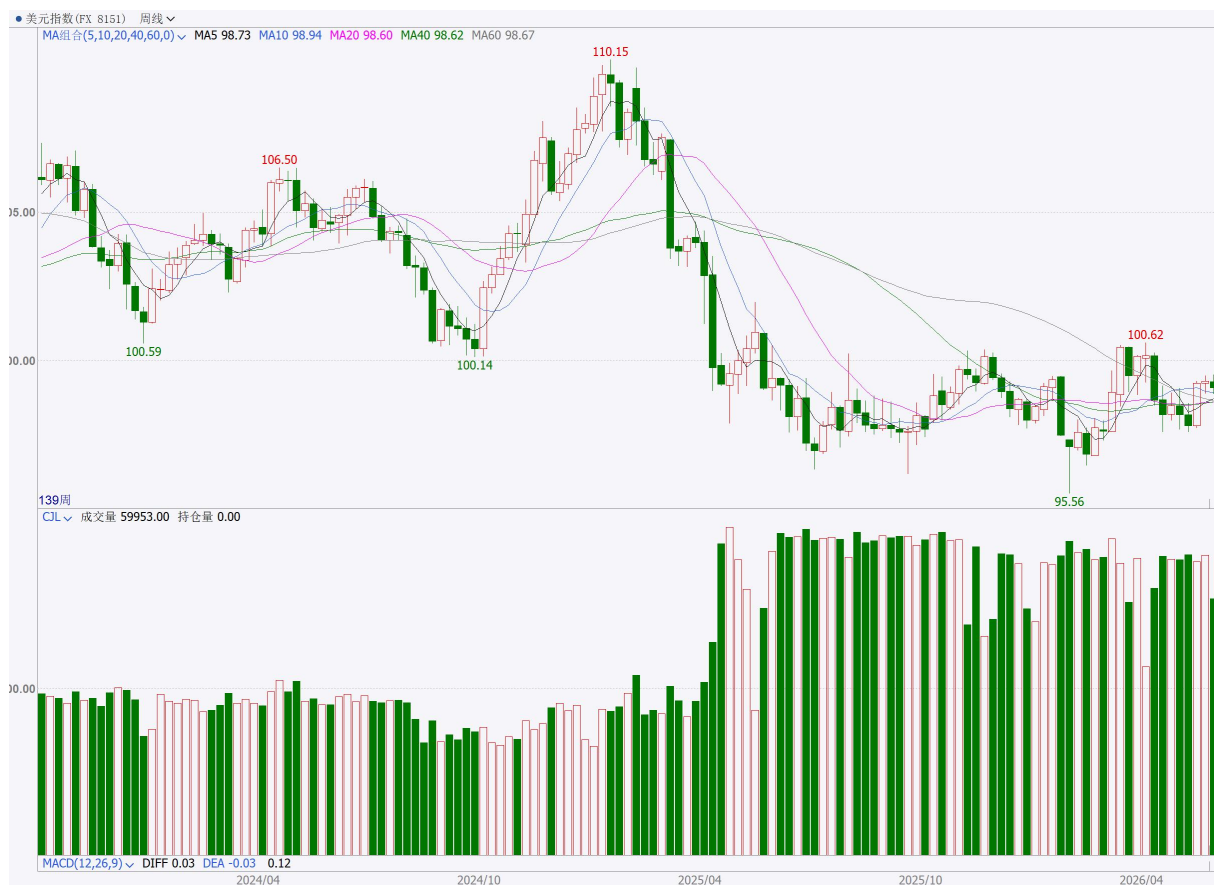 美元指数(FX 8151) 周线
MA组合(5,10,20,40,60,0) MA5 98.73 MA10 98.94 MA20 98.60 MA40 98.62 MA60 98.67
110.15
106.50
05.00
100.62
100.59
00.00
100.14
139周
95.56
CJL 成交量 59953.00 持仓量 0.00
00.00
MACD(12,26,9) DIFF 0.03 DEA -0.03 0.12
2024/04 2024/10 2025/04 2025/10 2026/04